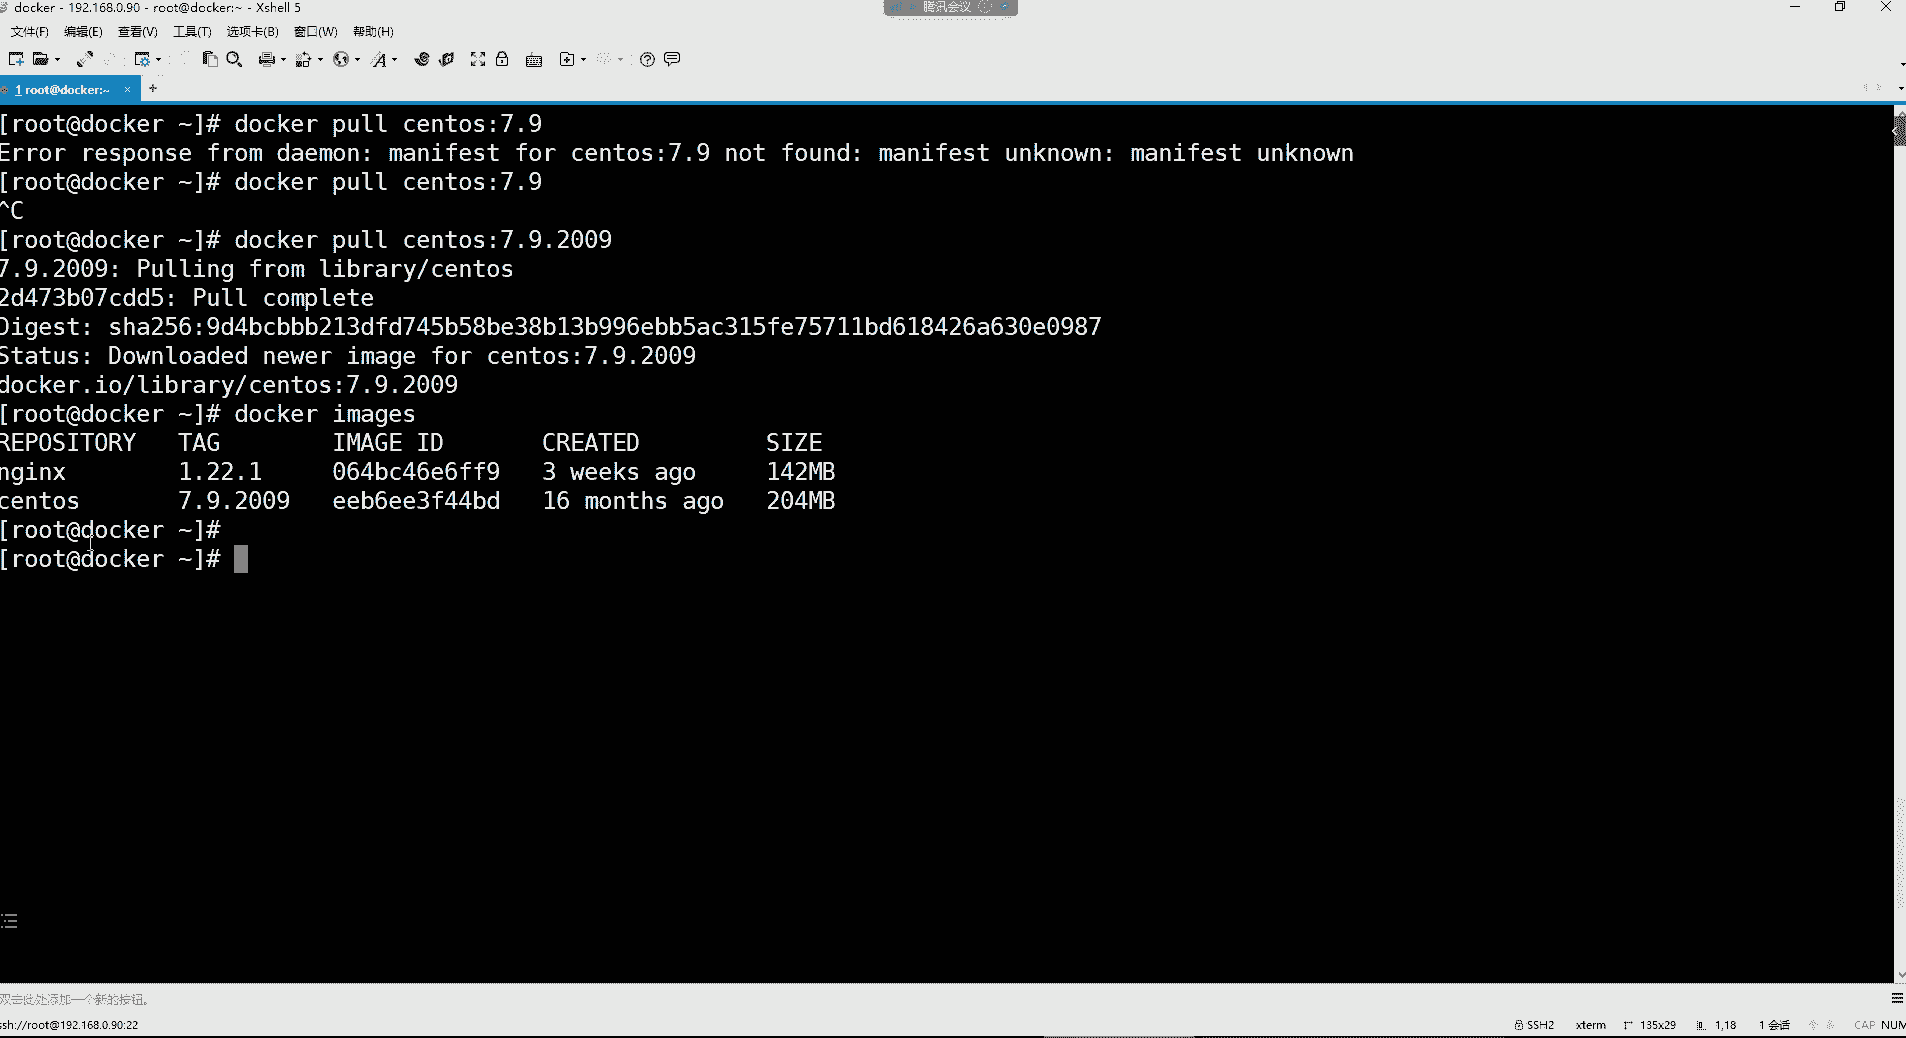 docker - 192.168.0.90 - root@docker:~ - Xshell 5
腾讯会议
文件(F) 编辑(E) 查看(V) 工具(T) 选项卡(B) 窗口(W) 帮助(H)
1 root@docker:~ × +
[root@docker ~]# docker pull centos:7.9
Error response from daemon: manifest for centos:7.9 not found: manifest unknown: manifest unknown
[root@docker ~]# docker pull centos:7.9
^C
[root@docker ~]# docker pull centos:7.9.2009
7.9.2009: Pulling from library/centos
2d473b07cdd5: Pull complete
Digest: sha256:9d4bcbbb213dfd745b58be38b13b996ebb5ac315fe75711bd618426a630e0987
Status: Downloaded newer image for centos:7.9.2009
docker.io/library/centos:7.9.2009
[root@docker ~]# docker images
REPOSITORY TAG IMAGE ID CREATED SIZE
nginx 1.22.1 064bc46e6ff9 3 weeks ago 142MB
centos 7.9.2009 eeb6ee3f44bd 16 months ago 204MB
[root@docker ~]#
[root@docker ~]#
双击此处添加一个新的按钮。
ssh://root@192.168.0.90:22 SSH2 xterm 135x29 1,18 1 会话 CAP NUM